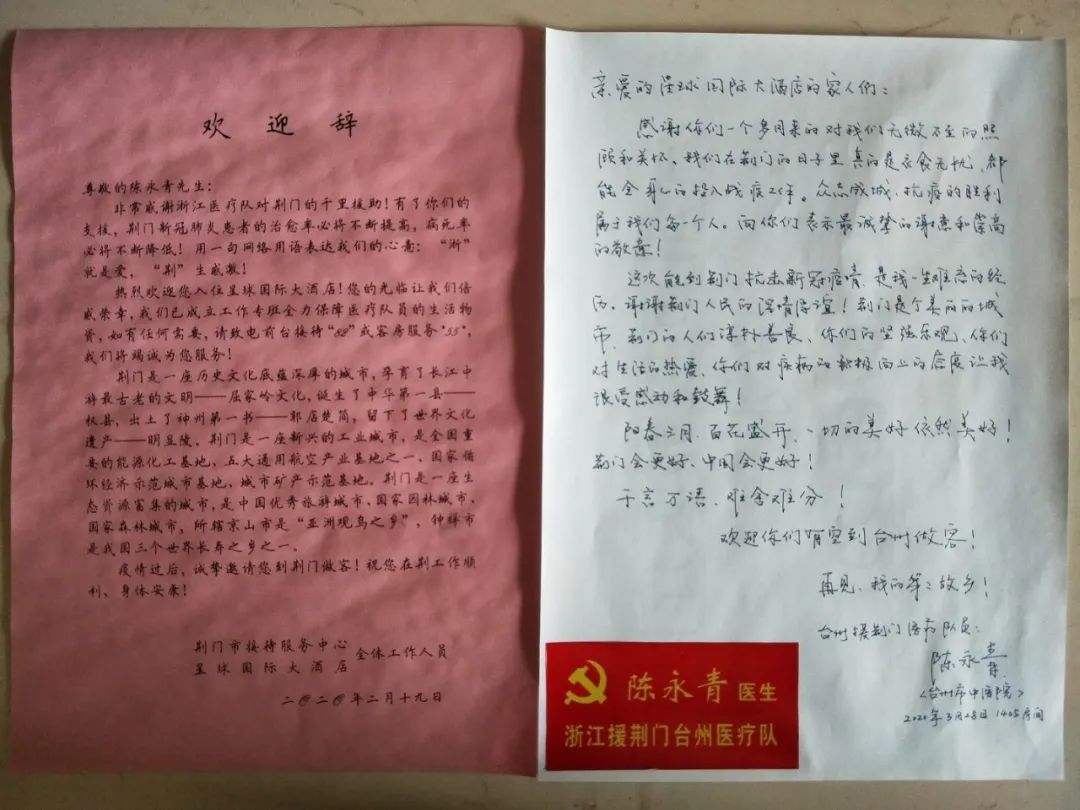 欢迎辞
尊敬的陈永青先生：
非常感谢浙江医疗队对荆门的千里援助！有了你们的
支援，荆门新冠肺炎患者的治愈率必将不断提高，病死率
必将不断降低！用一句网络用语表达我们的心意：“浙”
就是爱，“荆”生感激！
热烈欢迎您入住星球国际大酒店！您的光临让我们倍
感荣幸，我们已成立工作专班全力保障医疗队员的生活物
资，如有任何需要，请致电前台接待“50”或客房服务“55”，
我们将竭诚为您服务！
荆门是一座历史文化底蕴深厚的城市，孕育了长江中
游最古老的文明——屈家岭文化，诞生了中华第一县——
权县，出土了神州第一书——郭店楚简，留下了世界文化
遗产——明显陵。荆门是一座新兴的工业城市，是全国重
要的能源化工基地、五大通用航空产业基地之一、国家循
环经济示范城市基地、城市矿产示范基地。荆门是一座生
态资源富集的城市，是中国优秀旅游城市、国家园林城市、
国家森林城市，所辖京山市是“亚洲观鸟之乡”，钟祥市
是我国三个世界长寿之乡之一。
疫情过后，诚挚邀请您到荆门做客！祝您在荆工作顺
利、身体安康！
荆门市接待服务中心
星球国际大酒店 全体工作人员
二〇二〇年二月十九日
亲爱的星球国际大酒店的家人们：
感谢你们一个多月来的对我们无微不至的照
顾和关怀、我们在荆门的日子里真的是衣食无忧、都
能全身心的投入战疫工作。众志成城、抗疫的胜利
属于我们每一个人。向你们表示最诚挚的谢意和崇高
的敬意！
这次能到荆门抗击新冠疫情、是我一生难忘的经
历、谢谢荆门人民的深情厚谊！荆门是个美丽的城
市、荆门的人们淳朴善良、你们的坚强乐观、你们
对生活的热爱、你们对疾病的积极向上的态度让我
很受感动和鼓舞！
阳春三月、百花盛开、一切的美好依然美好！
荆门会更好、中国会更好！
千言万语、难舍难分！
欢迎你们有空到台州做客！
再见、我的第二故乡！
台州援荆门医疗队员：
陈永青
（台州市中医院）
2020年3月28日 1405房间
陈永青 医生
浙江援荆门台州医疗队